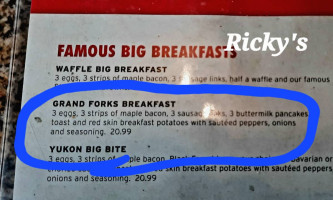 Ricky's
FAMOUS BIG BREAKFASTS
WAFFLE BIG BREAKFAST
3 eggs, 3 strips of maple bacon, 3 sausage links, half a waffle and our famous
GRAND FORKS BREAKFAST
3 eggs, 3 strips of maple bacon, 3 sausage links, 3 buttermilk pancakes
toast and red skin breakfast potatoes with sautéed peppers, onions
and seasoning. 20.99
YUKON BIG BITE
3 eggs, 3 strips of maple bacon, Black bavarian or
skin breakfast potatoes with sautéed peppers,
onions and seasoning. 20.99